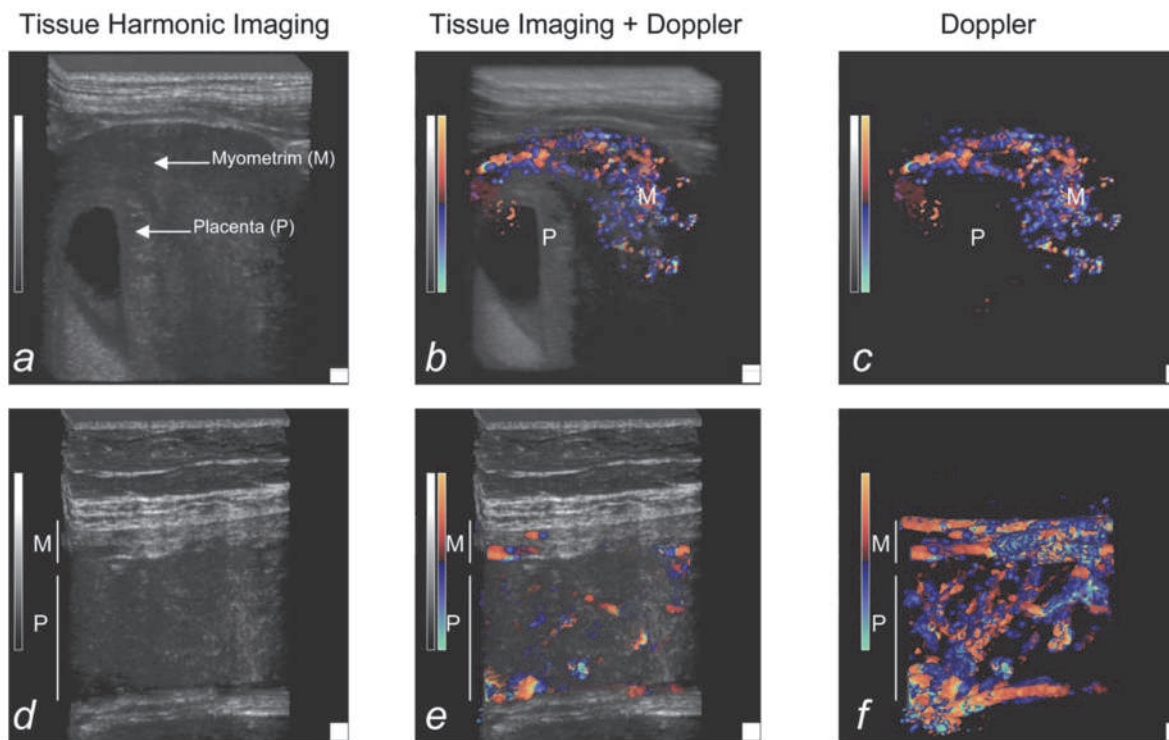 Tissue Harmonic Imaging
Tissue Imaging + Doppler
Doppler
Myometrim (M)
Placenta (P)
a
M
P
b
M
P
c
M
P
d
M
P
e
M
P
f